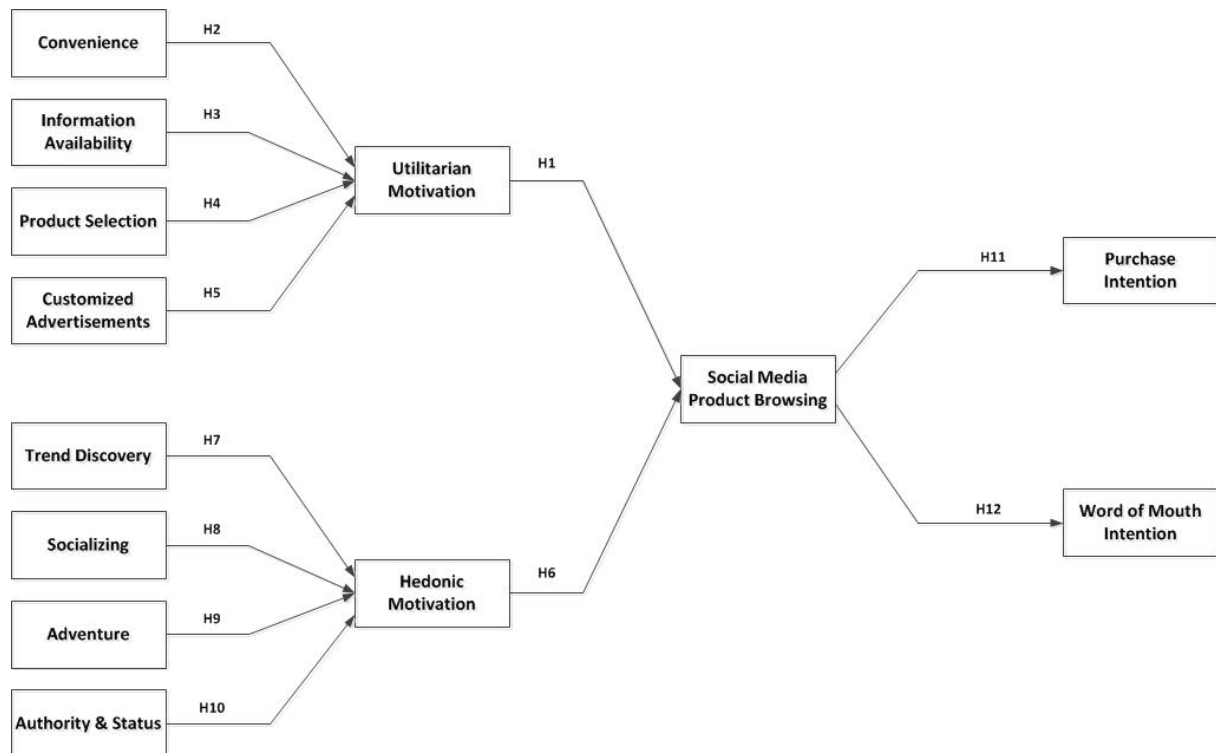 Convenience
H2
Information
Availability
H3
Product Selection
H4
Customized
Advertisements
H5
Utilitarian
Motivation
H1
Trend Discovery
H7
Socializing
H8
Adventure
H9
Authority & Status
H10
Hedonic
Motivation
H6
Social Media
Product Browsing
H11
Purchase
Intention
H12
Word of Mouth
Intention